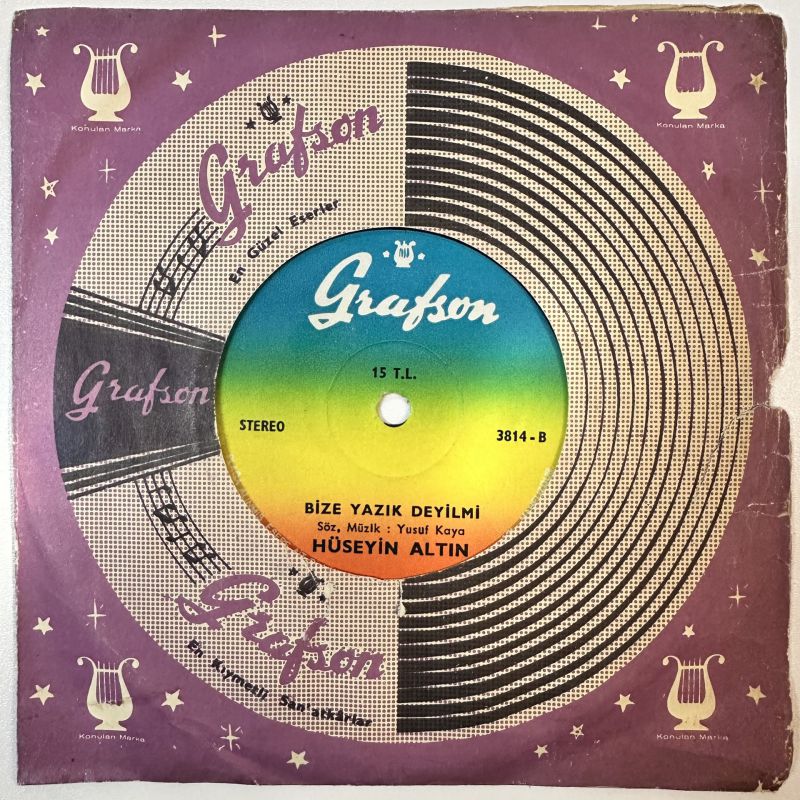 Konulan Marka
Konulan Marka
Grafson
En Güzel Eserler
Grafson
Grafson
15 T.L.
STEREO
3814 - B
BİZE YAZIK DEYİLMİ
Söz, Müzik : Yusuf Kaya
HÜSEYİN ALTIN
Grafson
En Kıymetli San'atkârlar
Konulan Marka
Konulan Marka